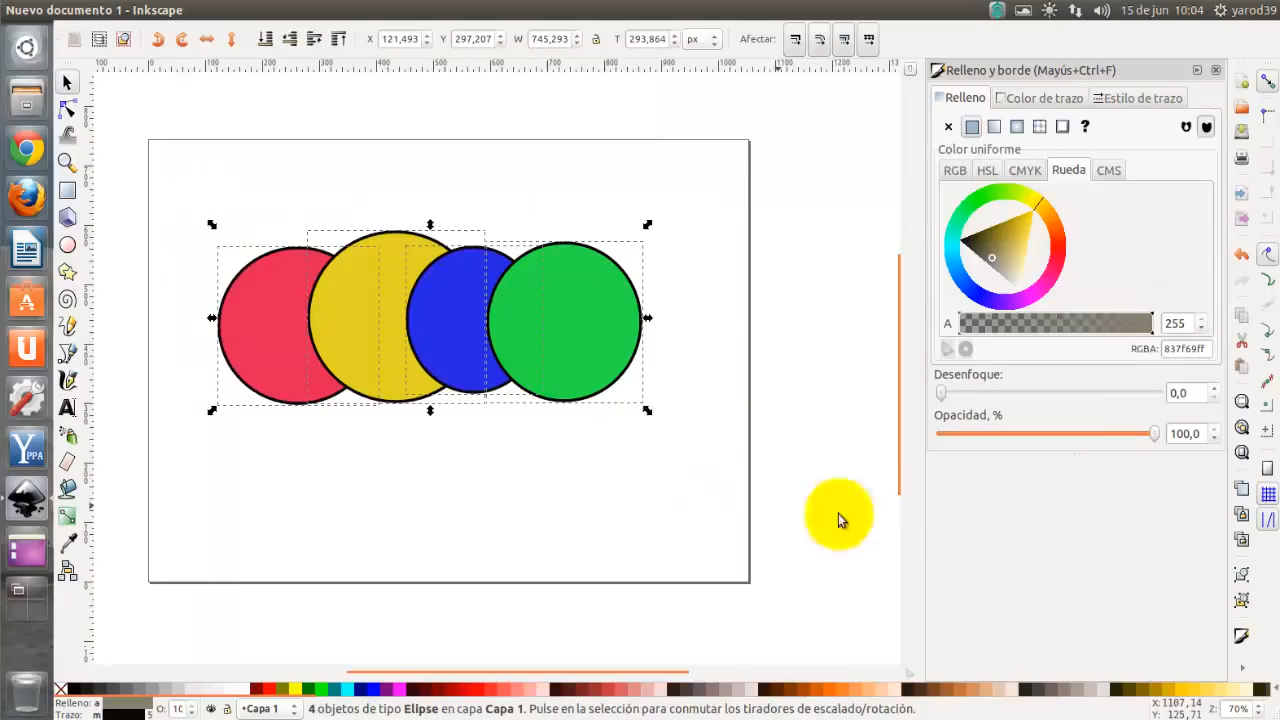 Nuevo documento 1 - Inkscape
15 de jun 10:04
yarod39
X 121,493
Y 297,207
W 745,293
T 293,864
px
Afectar:
Relleno y borde (Mayús+Ctrl+F)
Relleno
Color de trazo
Estilo de trazo
?
Color uniforme
RGB
HSL
CMYK
Rueda
CMS
A
255
RGBA:
837f69ff
Desenfoque:
0,0
Opacidad, %
100,0
YPPA
Relleno: a
Trazo: m
O:
•Capa 1
4 objetos de tipo Elipse en capa Capa 1. Pulse en la selección para conmutar los tiradores de escalado/rotación.
X:1107,14
Y: 125,71
Z: 70%